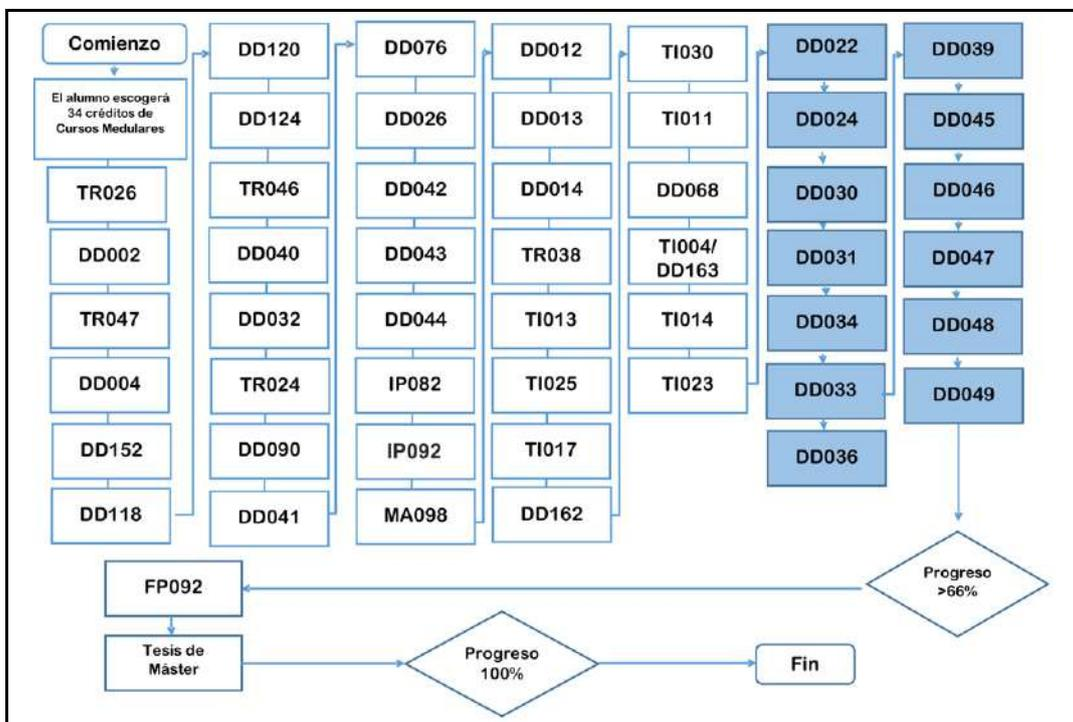 Comienzo
El alumno escogerá
34 créditos de
Cursos Medulares
TR026
DD002
TR047
DD004
DD152
DD118
DD120
DD124
TR046
DD040
DD032
TR024
DD090
DD041
DD076
DD026
DD042
DD043
DD044
IP082
IP092
MA098
DD012
DD013
DD014
TR038
TI013
TI025
TI017
DD162
TI030
TI011
DD068
TI004/
DD163
TI014
TI023
DD022
DD024
DD030
DD031
DD034
DD033
DD036
DD039
DD045
DD046
DD047
DD048
DD049
Progreso
>66%
FP092
Tesis de
Máster
Progreso
100%
Fin